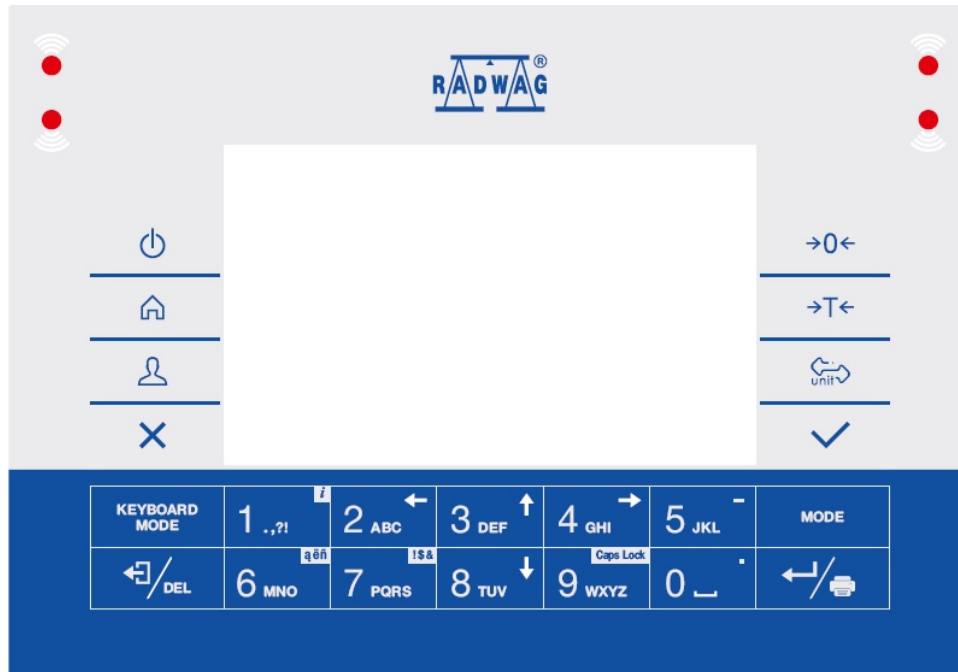 RADWAG®
→0←
→T←
unit
KEYBOARD
MODE
1 .,?! i
2 ABC ←
3 DEF ↑
4 GHI →
5 JKL -
MODE
DEL
6 MNO ąëñ
7 PQRS !$&
8 TUV ↓
9 WXYZ Caps Lock
0 .